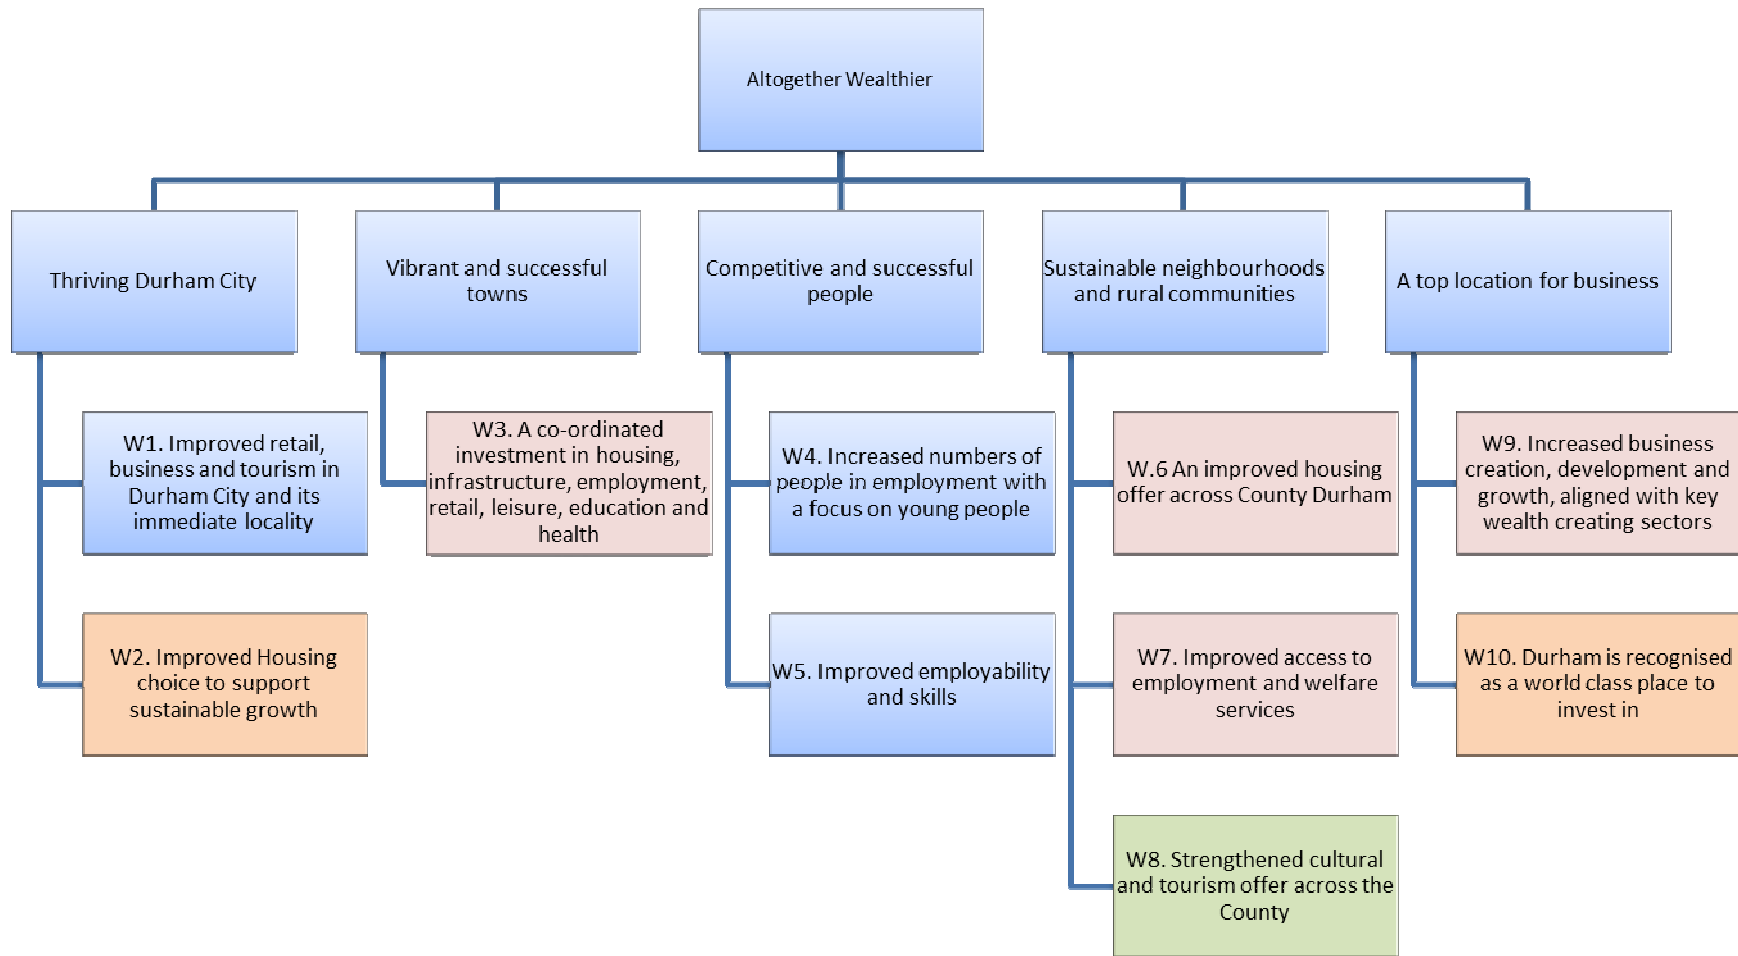 Altogether Wealthier
Thriving Durham City
Vibrant and successful
towns
Competitive and successful
people
Sustainable neighbourhoods
and rural communities
A top location for business
W1. Improved retail,
business and tourism in
Durham City and its
immediate locality
W2. Improved Housing
choice to support
sustainable growth
W3. A co-ordinated
investment in housing,
infrastructure, employment,
retail, leisure, education and
health
W4. Increased numbers of
people in employment with
a focus on young people
W5. Improved employability
and skills
W.6 An improved housing
offer across County Durham
W7. Improved access to
employment and welfare
services
W8. Strengthened cultural
and tourism offer across the
County
W9. Increased business
creation, development and
growth, aligned with key
wealth creating sectors
W10. Durham is recognised
as a world class place to
invest in